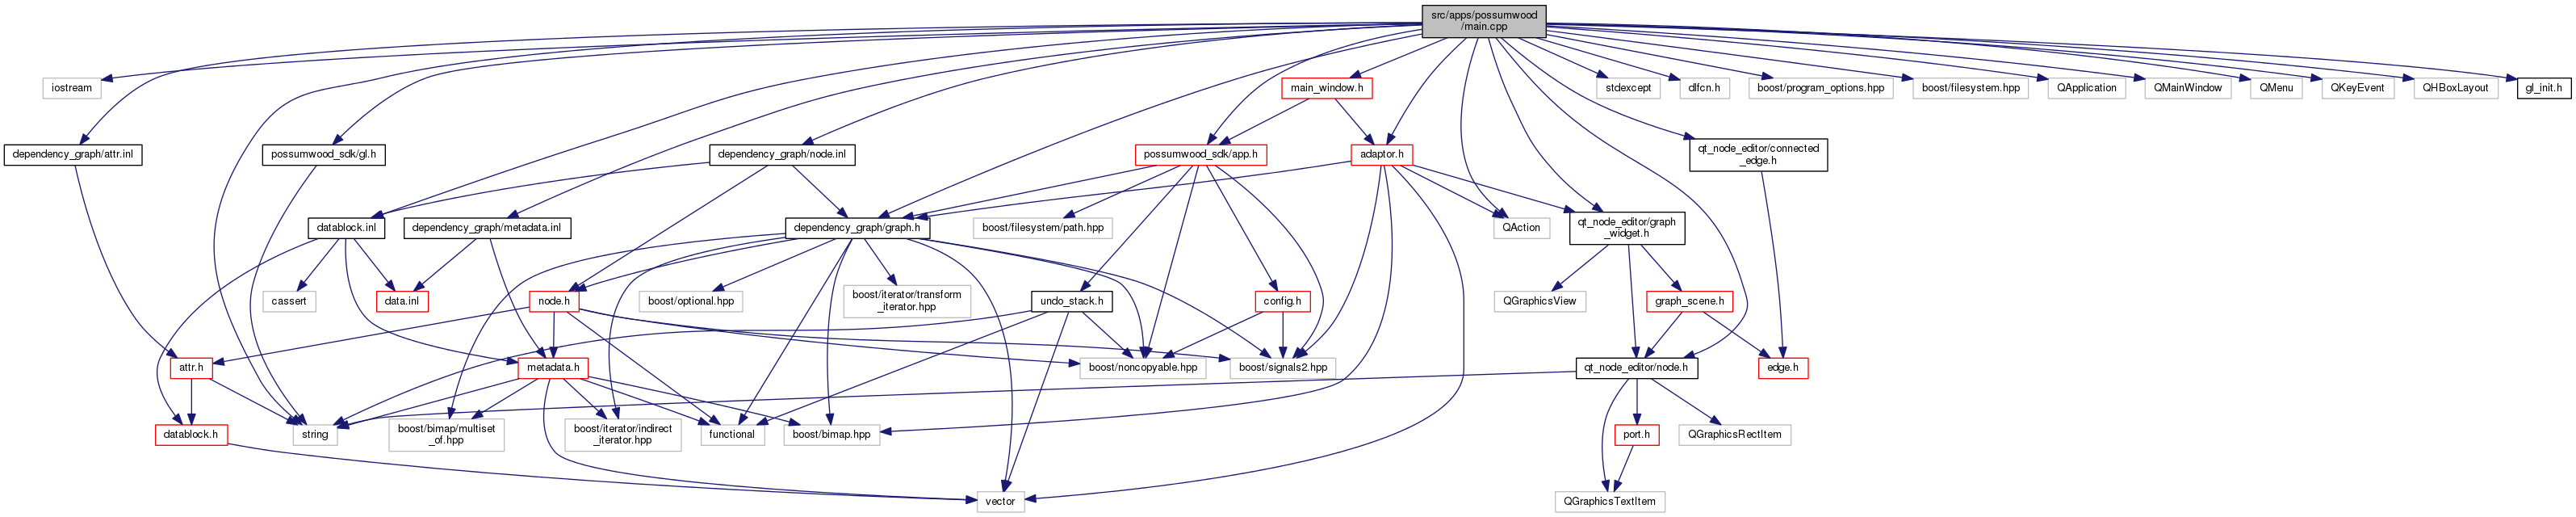 src/apps/possumwood
/main.cpp
iostream
main_window.h
stdexcept
dlfcn.h
boost/program_options.hpp
boost/filesystem.hpp
QApplication
QMainWindow
QMenu
QKeyEvent
QHBoxLayout
gl_init.h
dependency_graph/attr.inl
possumwood_sdk/gl.h
dependency_graph/node.inl
possumwood_sdk/app.h
adaptor.h
qt_node_editor/connected
_edge.h
datablock.inl
dependency_graph/metadata.inl
dependency_graph/graph.h
boost/filesystem/path.hpp
QAction
qt_node_editor/graph
_widget.h
cassert
data.inl
node.h
boost/optional.hpp
boost/iterator/transform
_iterator.hpp
undo_stack.h
config.h
QGraphicsView
graph_scene.h
attr.h
metadata.h
boost/noncopyable.hpp
boost/signals2.hpp
qt_node_editor/node.h
edge.h
datablock.h
string
boost/bimap/multiset
_of.hpp
boost/iterator/indirect
_iterator.hpp
functional
boost/bimap.hpp
port.h
QGraphicsRectItem
vector
QGraphicsTextItem